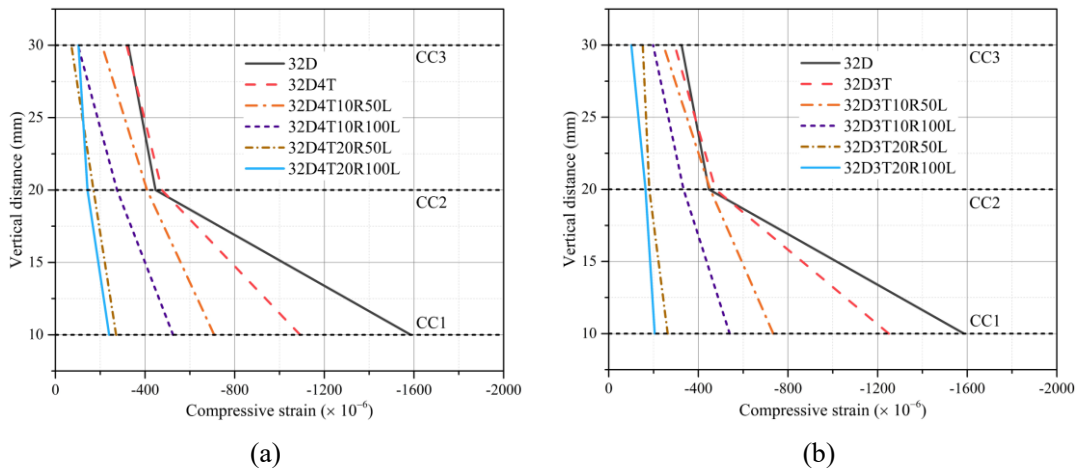 30
25
20
15
10
Vertical distance (mm)
32D
32D4T
32D4T10R50L
32D4T10R100L
32D4T20R50L
32D4T20R100L
CC3
CC2
CC1
0 -400 -800 -1200 -1600 -2000
Compressive strain (× 10⁻⁶)
(a)
30
25
20
15
10
Vertical distance (mm)
32D
32D3T
32D3T10R50L
32D3T10R100L
32D3T20R50L
32D3T20R100L
CC3
CC2
CC1
0 -400 -800 -1200 -1600 -2000
Compressive strain (× 10⁻⁶)
(b)